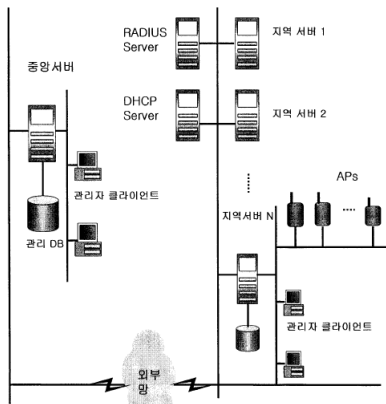 RADIUS
Server
지역 서버 1
중앙서버
DHCP
Server
지역 서버 2
관리자 클라이언트
관리 DB
지역서버 N
APs
관리자 클라이언트
외부
망